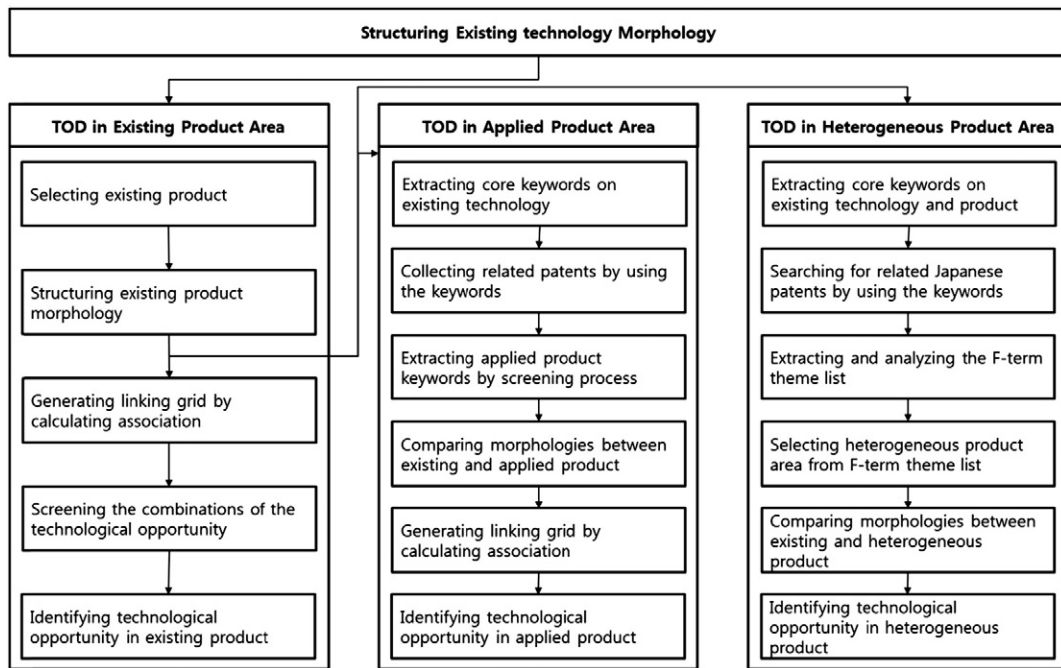 Structuring Existing technology Morphology
TOD in Existing Product Area
Selecting existing product
Structuring existing product
morphology
Generating linking grid by
calculating association
Screening the combinations of the
technological opportunity
Identifying technological
opportunity in existing product
TOD in Applied Product Area
Extracting core keywords on
existing technology
Collecting related patents by using
the keywords
Extracting applied product
keywords by screening process
Comparing morphologies between
existing and applied product
Generating linking grid by
calculating association
Identifying technological
opportunity in applied product
TOD in Heterogeneous Product Area
Extracting core keywords on
existing technology and product
Searching for related Japanese
patents by using the keywords
Extracting and analyzing the F-term
theme list
Selecting heterogeneous product
area from F-term theme list
Comparing morphologies between
existing and heterogeneous
product
Identifying technological
opportunity in heterogeneous
product